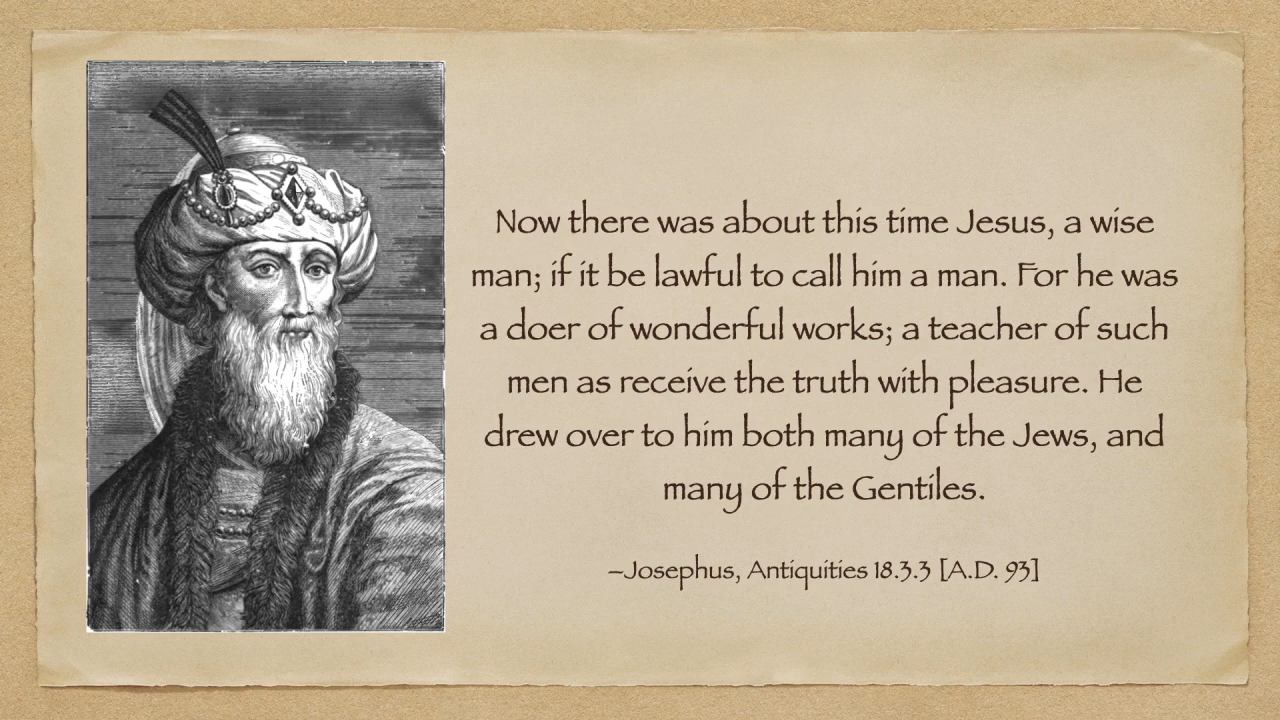 Now there was about this time Jesus, a wise
man; if it be lawful to call him a man. For he was
a doer of wonderful works; a teacher of such
men as receive the truth with pleasure. He
drew over to him both many of the Jews, and
many of the Gentiles.
–Josephus, Antiquities 18.3.3 [A.D. 93]